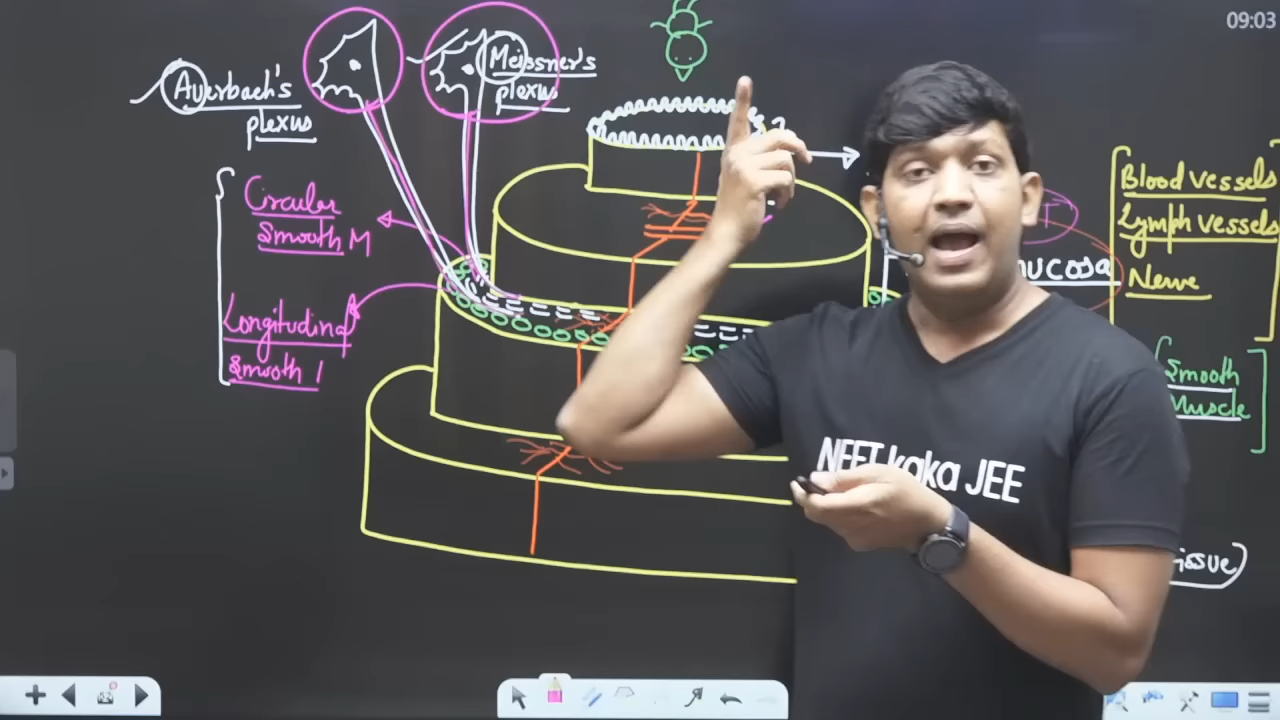 09:03
Auerbach's
plexus
Meissner's
plexus
Circular
Smooth M
Longitudinal
Smooth
Blood vessels
Lymph vessels
Nerve
mucosa
Smooth
Muscle
NEET kaka JEE